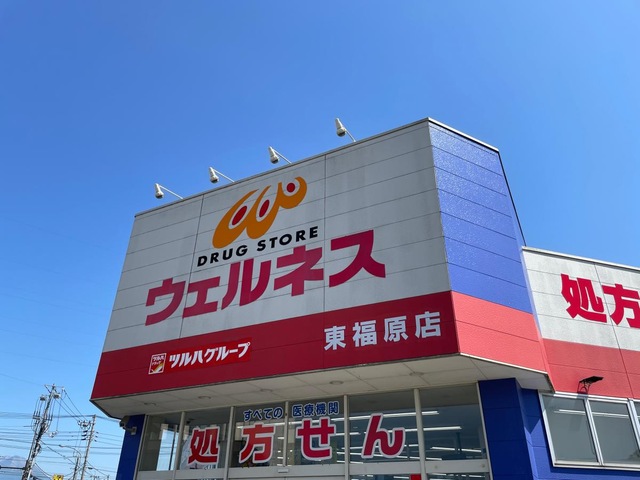 DRUG STORE
ウェルネス
ツルハグループ
東福原店
すべての 医療機関
処方せん
処方